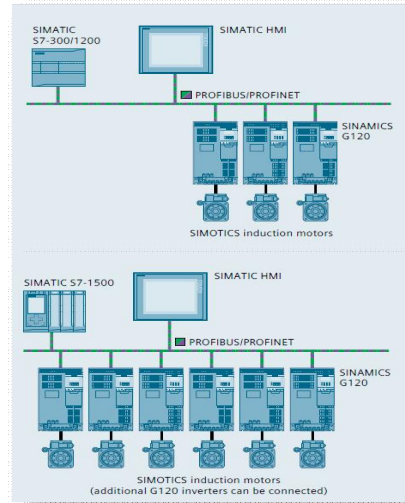 SIMATIC
S7-300/1200
SIMATIC HMI
PROFIBUS/PROFINET
SINAMICS
G120
SIMOTICS induction motors
SIMATIC S7-1500
SIMATIC HMI
PROFIBUS/PROFINET
SINAMICS
G120
SIMOTICS induction motors
(additional G120 inverters can be connected)